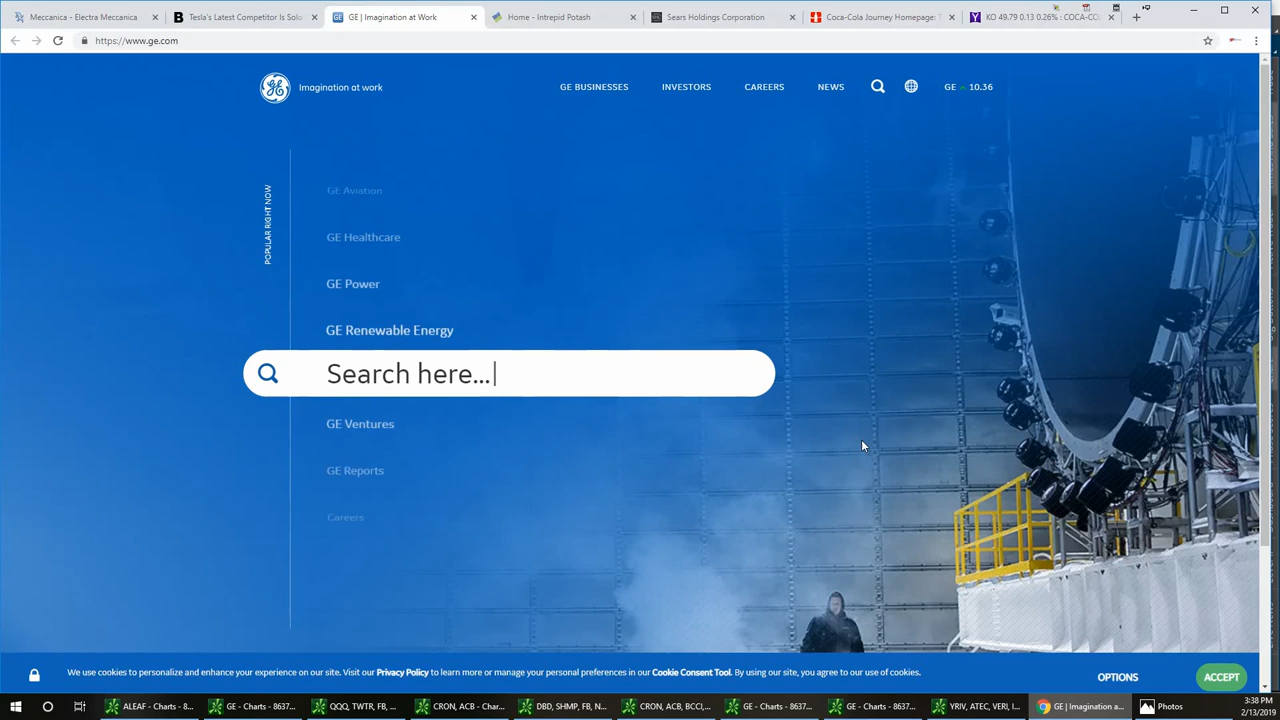 Meccanica - Electra Meccanica
Tesla's Latest Competitor Is Solo
GE | Imagination at Work
Home - Intrepid Potash
Sears Holdings Corporation
Coca-Cola Journey Homepage:
KO 49.79 0.13 0.26% : COCA-CO
https://www.ge.com
Imagination at work
GE BUSINESSES
INVESTORS
CAREERS
NEWS
GE 10.36
POPULAR RIGHT NOW
GE Aviation
GE Healthcare
GE Power
GE Renewable Energy
Search here...
GE Ventures
GE Reports
Careers
We use cookies to personalize and enhance your experience on our site. Visit our Privacy Policy to learn more or manage your personal preferences in our Cookie Consent Tool. By using our site, you agree to our use of cookies.
OPTIONS
ACCEPT
ALEAF - Charts - 8...
GE - Charts - 8637...
QQQ, TWTR, FB, ...
CRON, ACB - Char...
DBD, SHMP, FB, N...
CRON, ACB, BCCI,...
GE - Charts - 8637...
GE - Charts - 8637...
YRIV, ATEC, VERI, I...
GE | Imagination a...
Photos
3:38 PM
2/13/2019